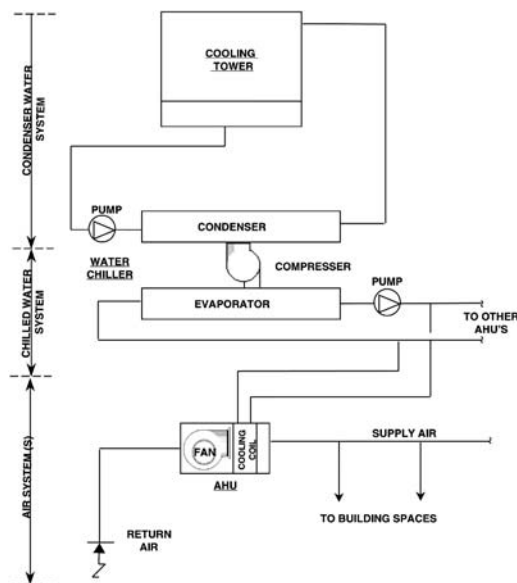 CONDENSER WATER
SYSTEM
COOLING
TOWER
PUMP
CONDENSER
WATER
CHILLER
COMPRESSER
CHILLED WATER
SYSTEM
EVAPORATOR
PUMP
TO OTHER
AHU'S
AIR SYSTEM (S)
FAN
COOLING
COIL
AHU
SUPPLY AIR
TO BUILDING SPACES
RETURN
AIR